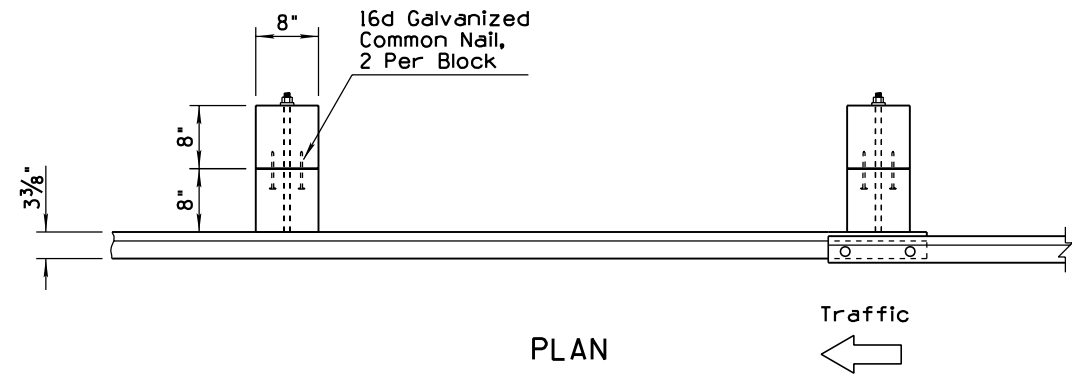 8"
16d Galvanized
Common Nail,
2 Per Block
8"
8"
3⅜"
Traffic
PLAN